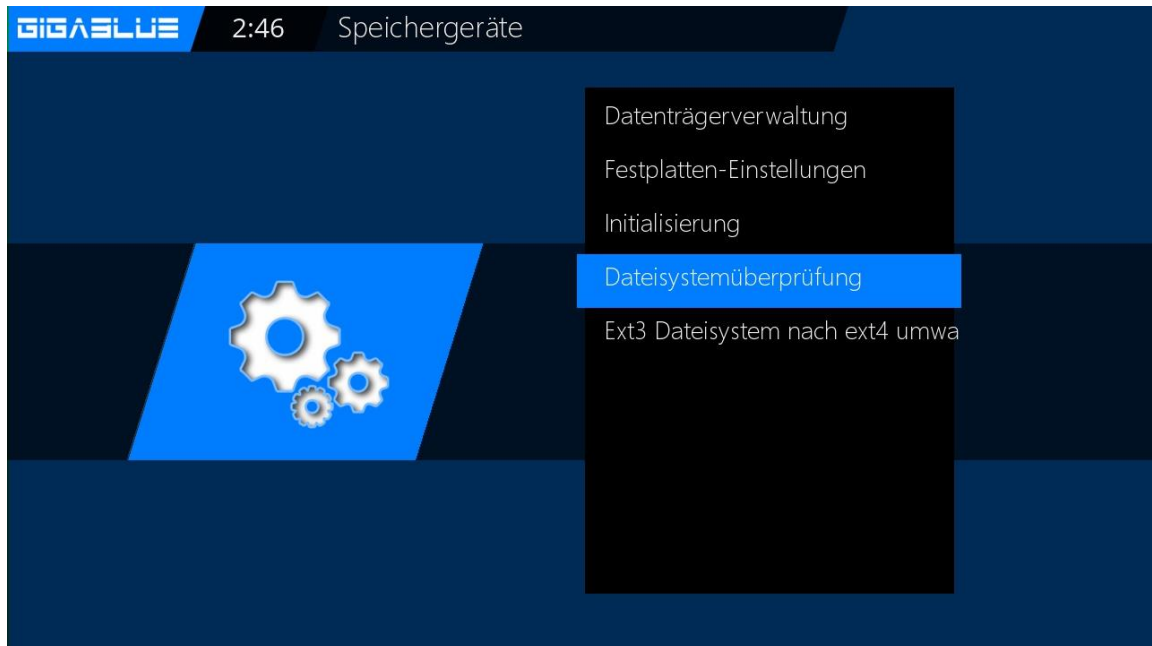 GIGABLUE 2:46 Speichergeräte
Datenträgerverwaltung
Festplatten-Einstellungen
Initialisierung
Dateisystemüberprüfung
Ext3 Dateisystem nach ext4 umwa